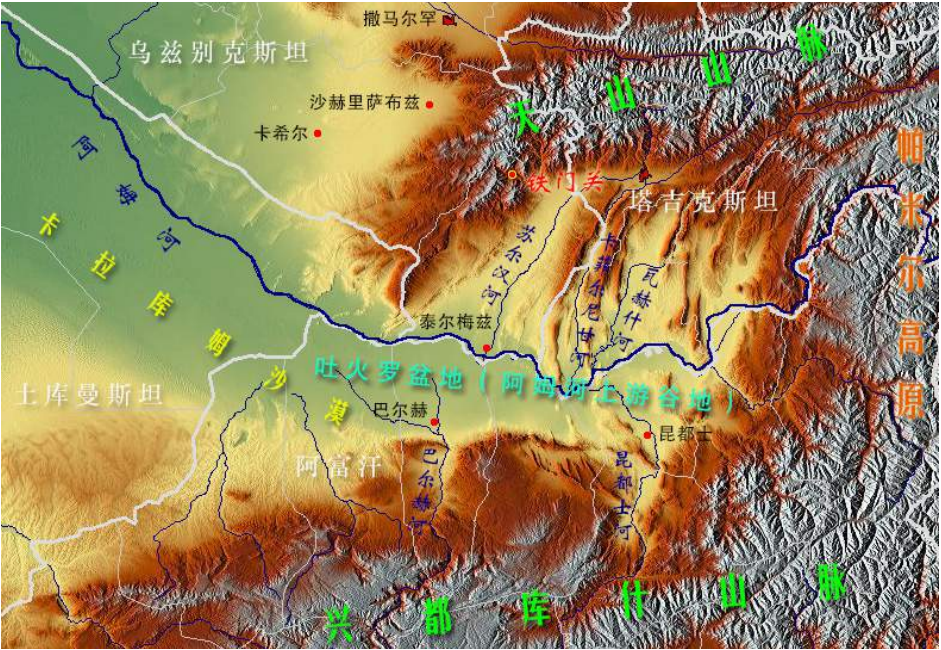 撒马尔罕
乌兹别克斯坦
天山山脉
沙赫里萨布兹
卡希尔
铁门关
塔吉克斯坦
帕米尔高原
阿姆河
卡拉库姆沙漠
苏尔汉河
卡菲尔尼甘河
瓦赫什河
泰尔梅兹
吐火罗盆地（阿姆河上游谷地）
土库曼斯坦
巴尔赫
昆都士
阿富汗
巴尔赫河
昆都士河
兴都库什山脉